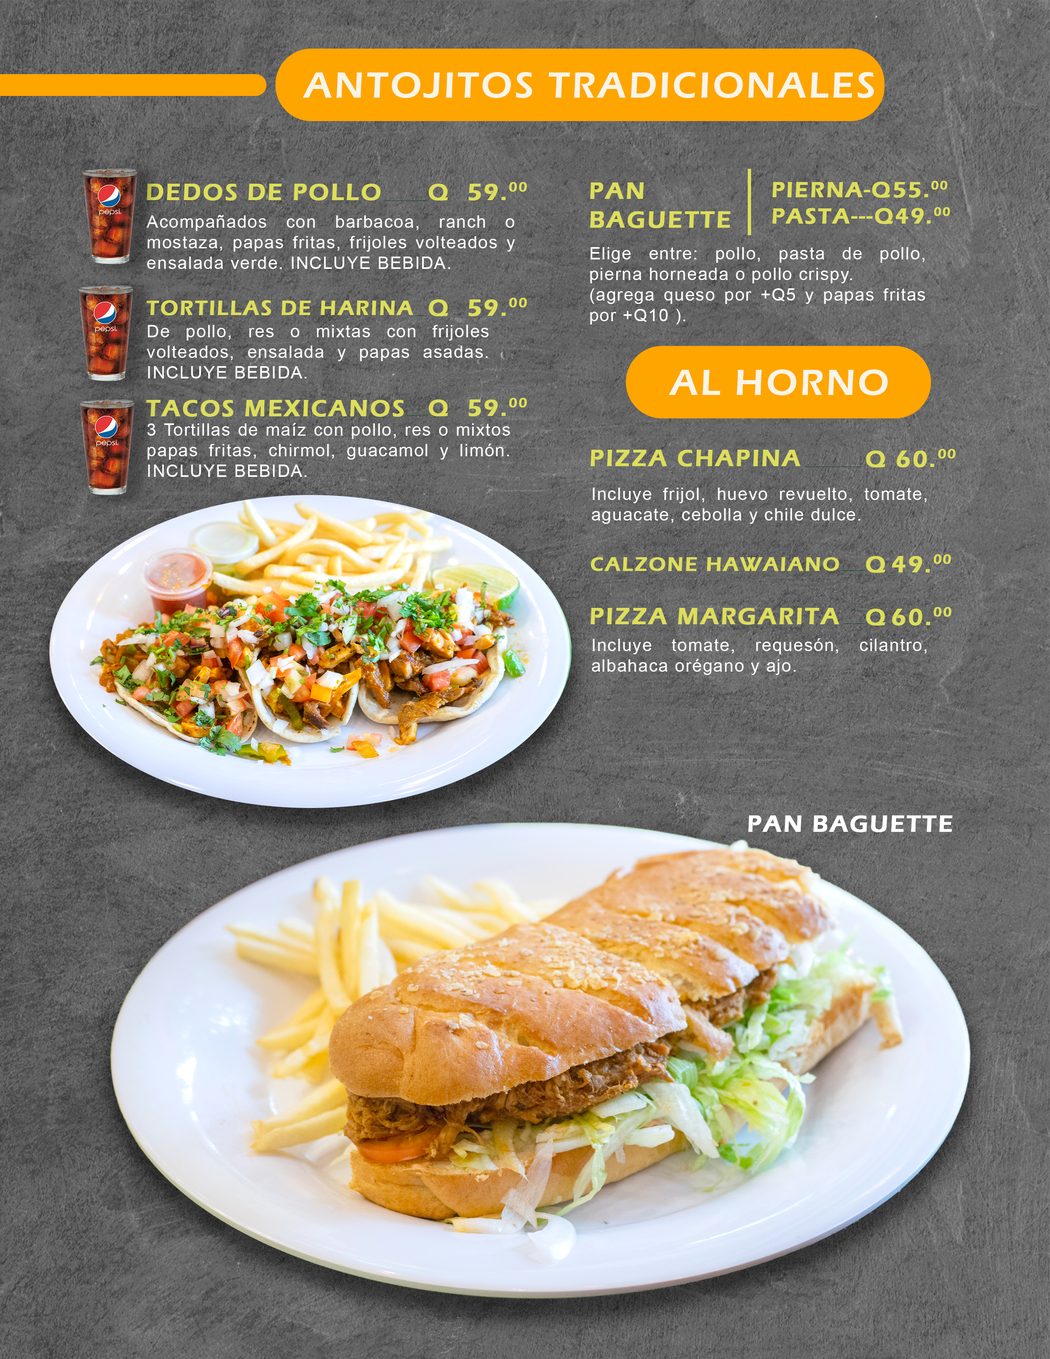 ANTOJITOS TRADICIONALES
pepsi
DEDOS DE POLLO Q 59.00
Acompañados con barbacoa, ranch o
mostaza, papas fritas, frijoles volteados y
ensalada verde. INCLUYE BEBIDA.
pepsi
TORTILLAS DE HARINA Q 59.00
De pollo, res o mixtas con frijoles
volteados, ensalada y papas asadas.
INCLUYE BEBIDA.
pepsi
TACOS MEXICANOS Q 59.00
3 Tortillas de maíz con pollo, res o mixtos
papas fritas, chirmol, guacamol y limón.
INCLUYE BEBIDA.
PAN
BAGUETTE
PIERNA-Q55.00
PASTA---Q49.00
Elige entre: pollo, pasta de pollo,
pierna horneada o pollo crispy.
(agrega queso por +Q5 y papas fritas
por +Q10 ).
AL HORNO
PIZZA CHAPINA Q 60.00
Incluye frijol, huevo revuelto, tomate,
aguacate, cebolla y chile dulce.
CALZONE HAWAIANO Q 49.00
PIZZA MARGARITA Q 60.00
Incluye tomate, requesón, cilantro,
albahaca orégano y ajo.
PAN BAGUETTE